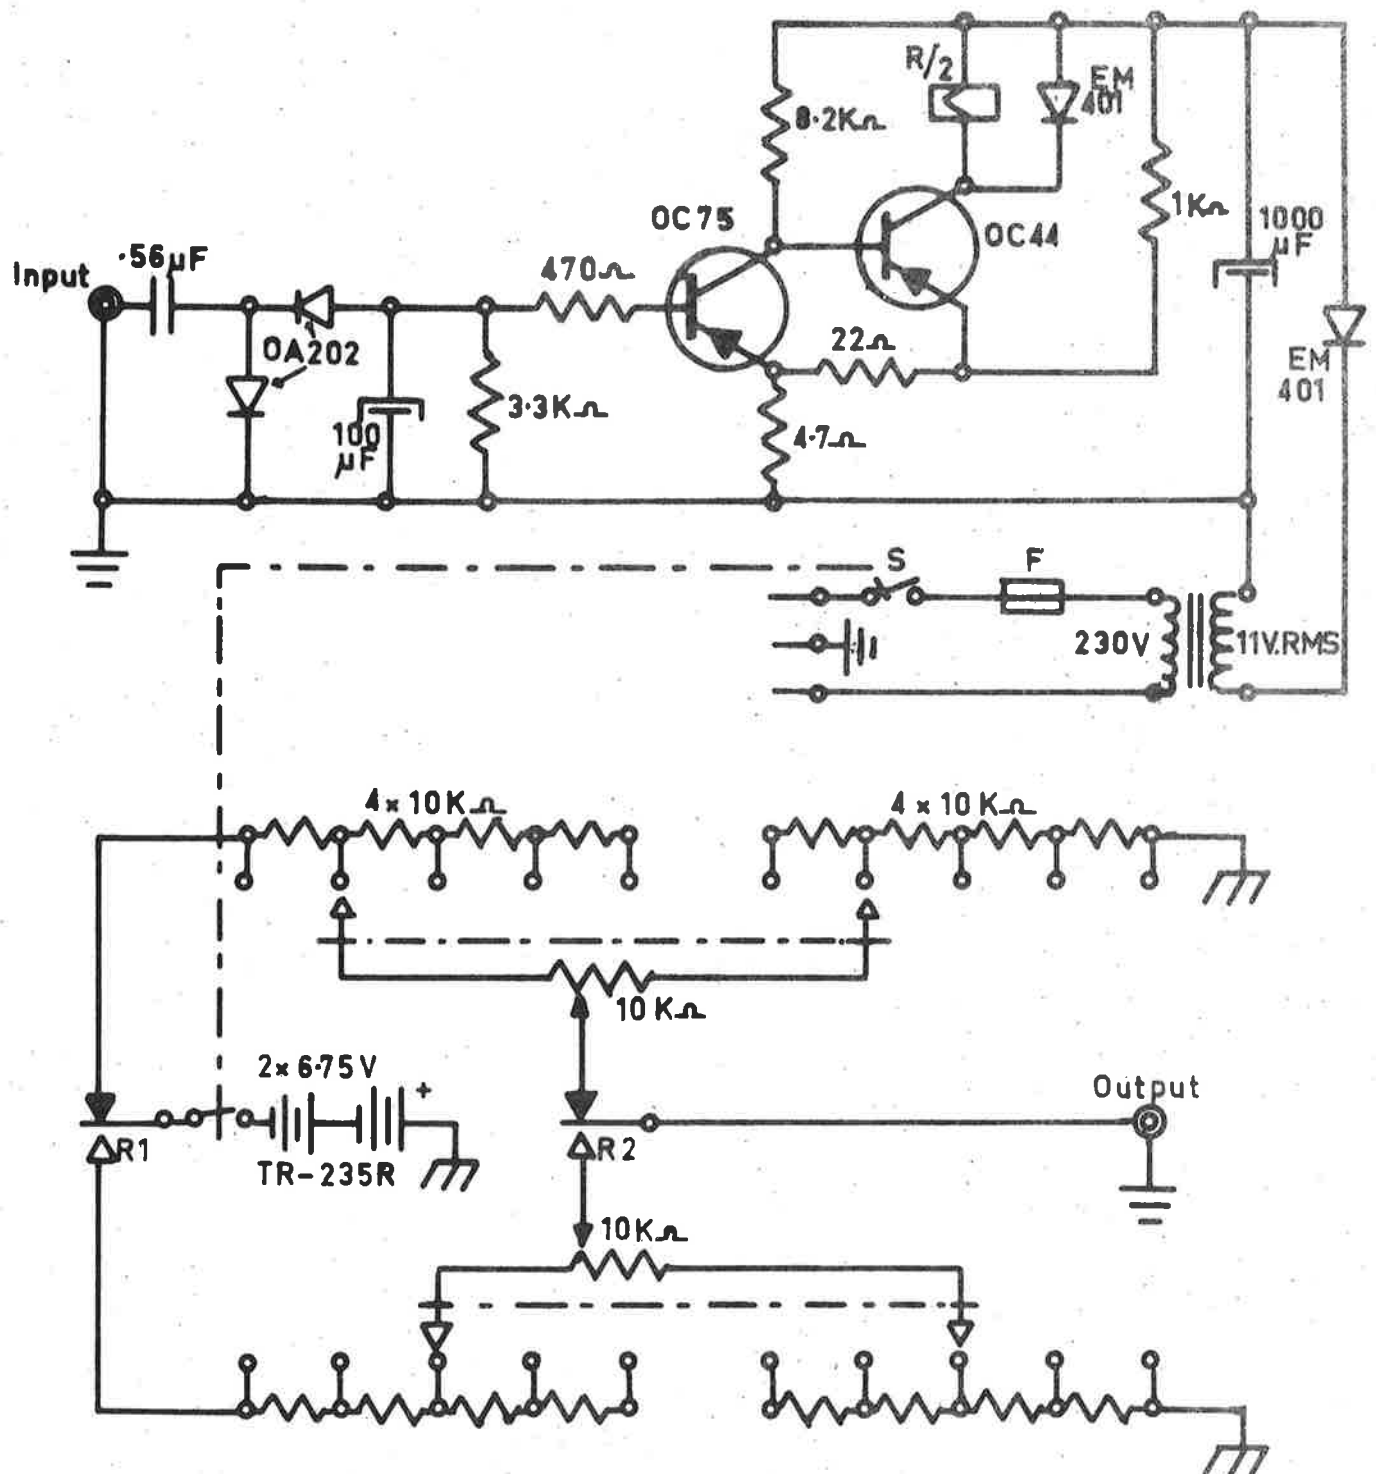 R/2
EM
401
8·2KΩ
OC75
OC44
1KΩ
1000
µF
·56µF
Input
470Ω
OA202
22Ω
EM
401
100
µF
3·3KΩ
4·7Ω
S
F
230V
11V.RMS
4 x 10KΩ
4 x 10KΩ
10KΩ
2x 6·75V
+
Output
R1
TR-235R
R2
10KΩ